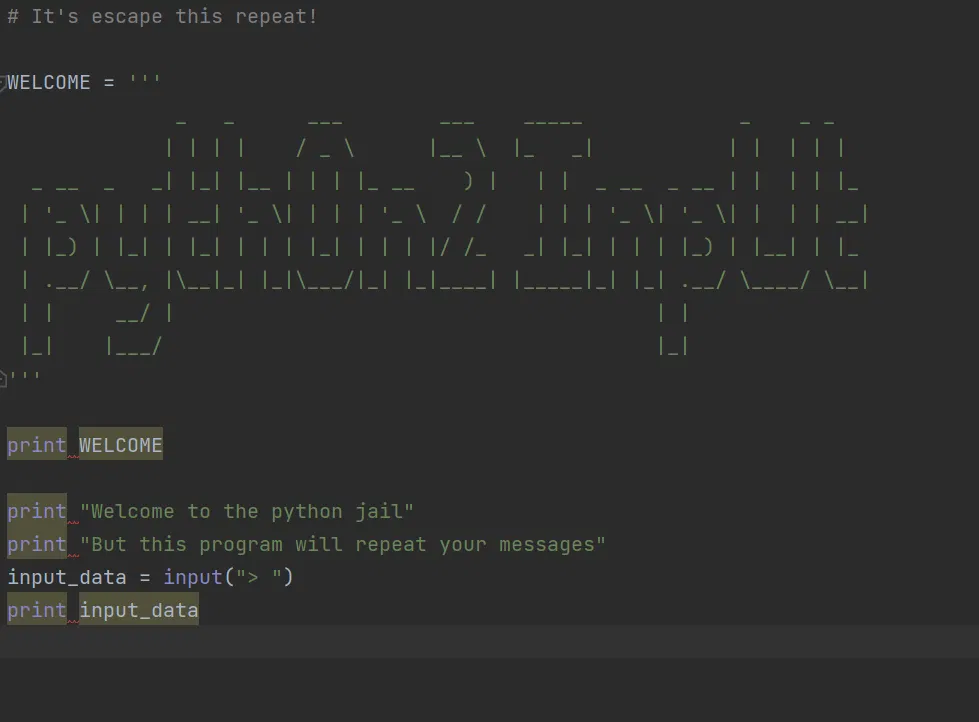 # It's escape this repeat!
WELCOME = '''
              _   _      ___        ___    _____             _    _ _
             | | | |    / _ \      |__ \  |_   _|           | |  | | |
  _ __  _   _| |_| |__ | | | |_ __    ) |   | |  _ __  _ __ | |  | | |_
 | '_ \| | | | __| '_ \| | | | '_ \  / /    | | | '_ \| '_ \| |  | | __|
 | |_) | |_| | |_| | | | |_| | | | |/ /_   _| |_| | | | |_) | |__| | |_
 | .__/ \__, |\__|_| |_|\___/|_| |_|____| |_____|_| |_| .__/ \____/ \__|
 | |     __/ |                                        | |
 |_|    |___/                                         |_|
'''
print WELCOME
print "Welcome to the python jail"
print "But this program will repeat your messages"
input_data = input("> ")
print input_data